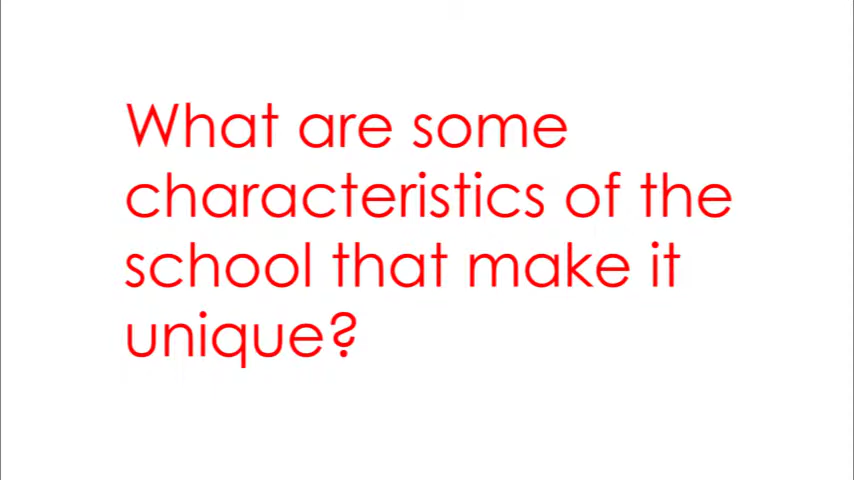 What are some
characteristics of the
school that make it
unique?